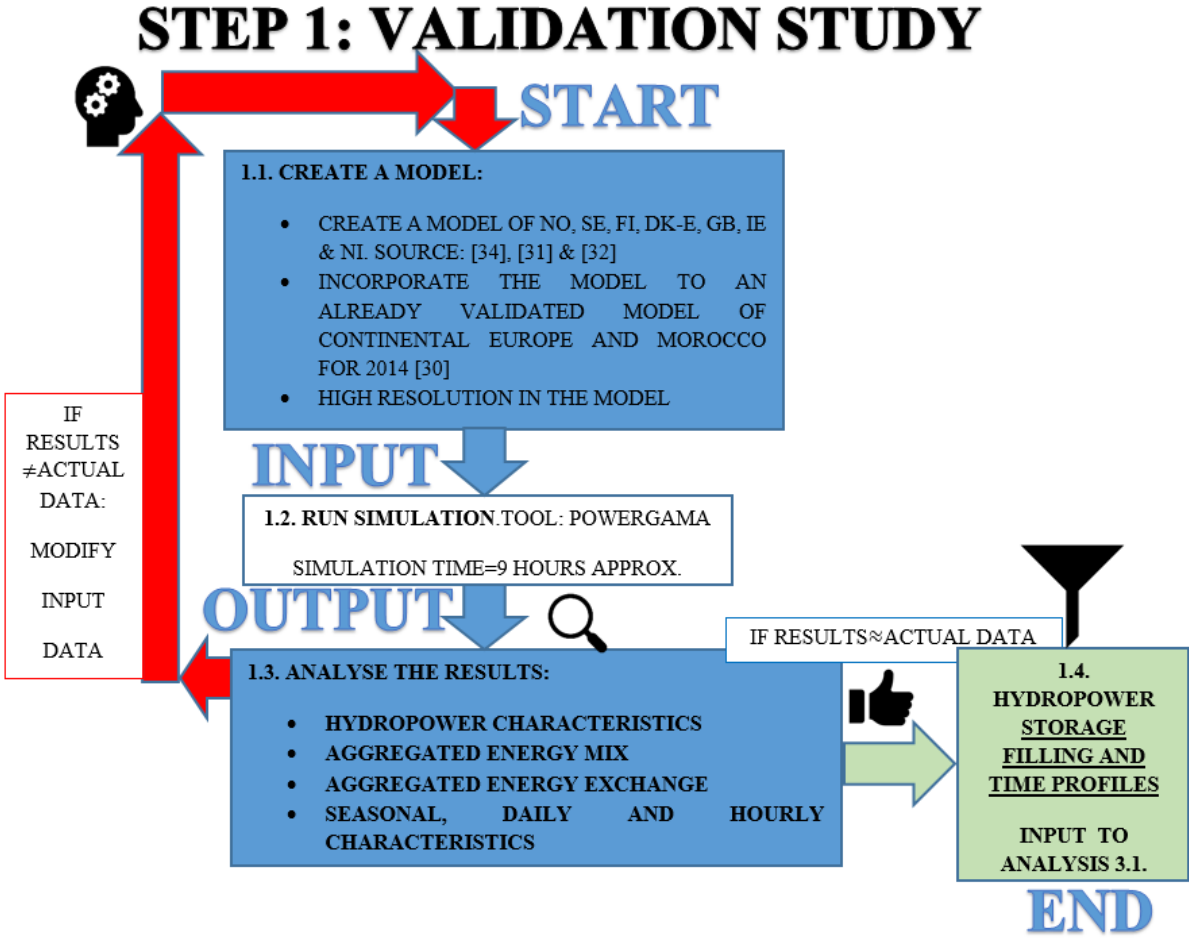 STEP 1: VALIDATION STUDY
START
1.1. CREATE A MODEL:
• CREATE A MODEL OF NO, SE, FI, DK-E, GB, IE
& NI. SOURCE: [34], [31] & [32]
• INCORPORATE THE MODEL TO AN
ALREADY VALIDATED MODEL OF
CONTINENTAL EUROPE AND MOROCCO
FOR 2014 [30]
• HIGH RESOLUTION IN THE MODEL
IF
RESULTS
≠ACTUAL
DATA:
MODIFY
INPUT
DATA
INPUT
1.2. RUN SIMULATION.TOOL: POWERGAMA
SIMULATION TIME=9 HOURS APPROX.
OUTPUT
1.3. ANALYSE THE RESULTS:
• HYDROPOWER CHARACTERISTICS
• AGGREGATED ENERGY MIX
• AGGREGATED ENERGY EXCHANGE
• SEASONAL, DAILY AND HOURLY
CHARACTERISTICS
IF RESULTS≈ACTUAL DATA
1.4.
HYDROPOWER
STORAGE
FILLING AND
TIME PROFILES
INPUT TO
ANALYSIS 3.1.
END